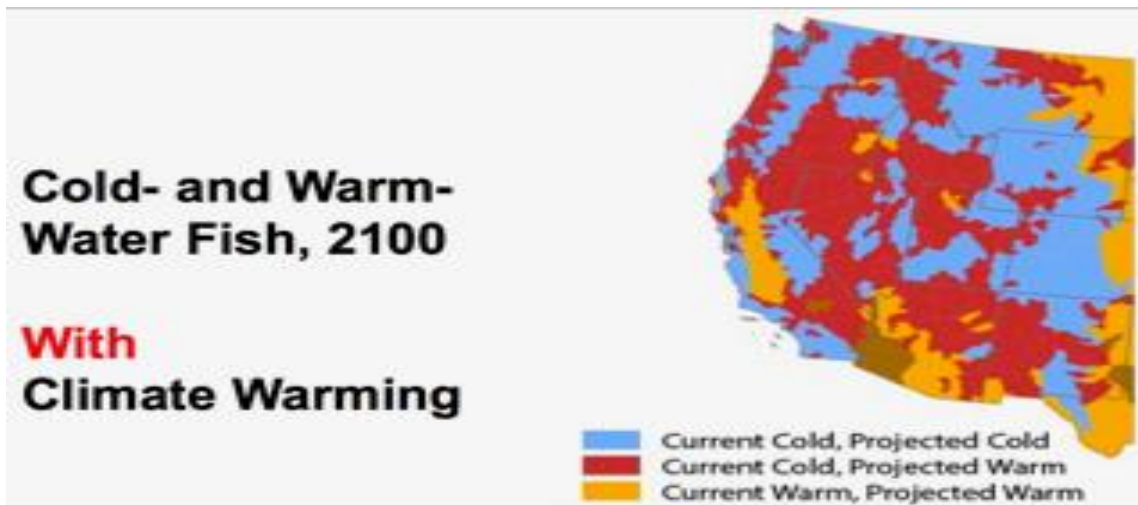 Cold- and Warm-
Water Fish, 2100
With
Climate Warming
Current Cold, Projected Cold
Current Cold, Projected Warm
Current Warm, Projected Warm